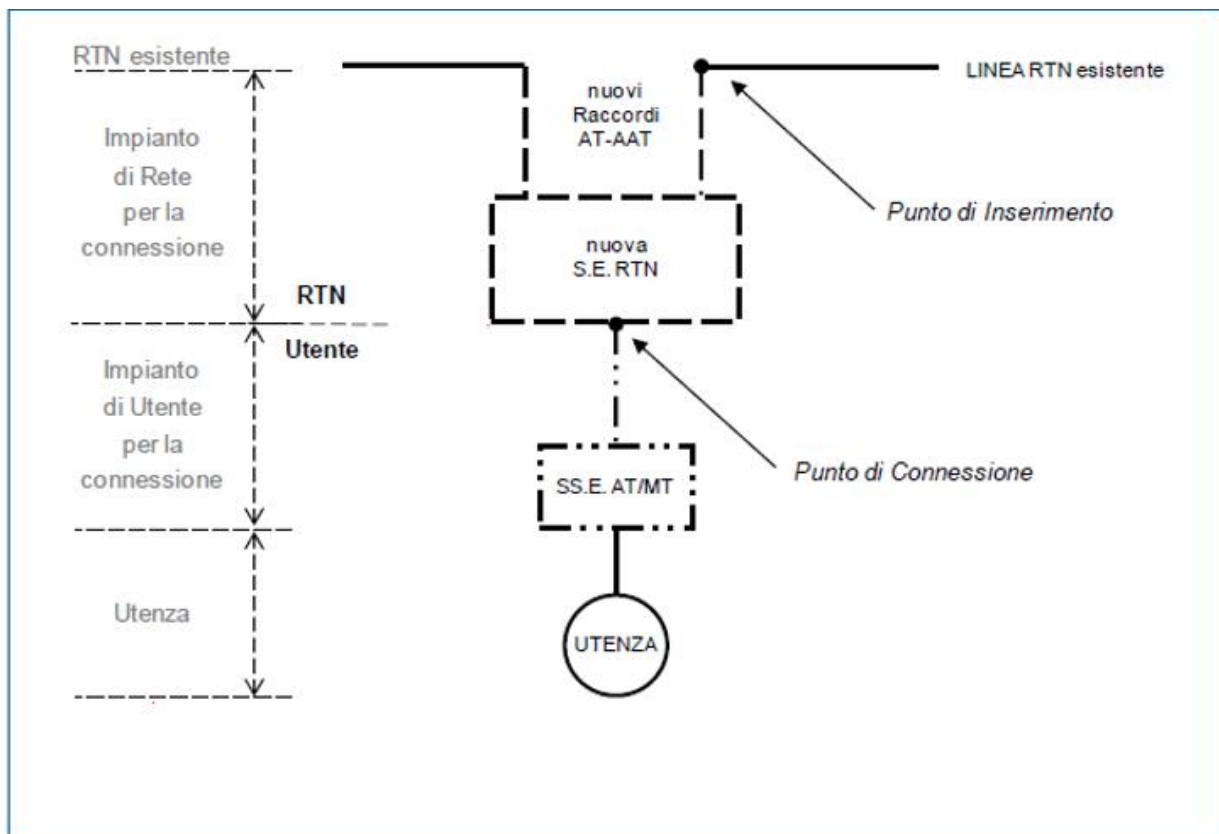 RTN esistente
LINEA RTN esistente
nuovi
Raccordi
AT-AAT
Impianto
di Rete
per la
connessione
Punto di Inserimento
nuova
S.E. RTN
RTN
Utente
Impianto
di Utente
per la
connessione
Punto di Connessione
SS.E. AT/MT
Utenza
UTENZA